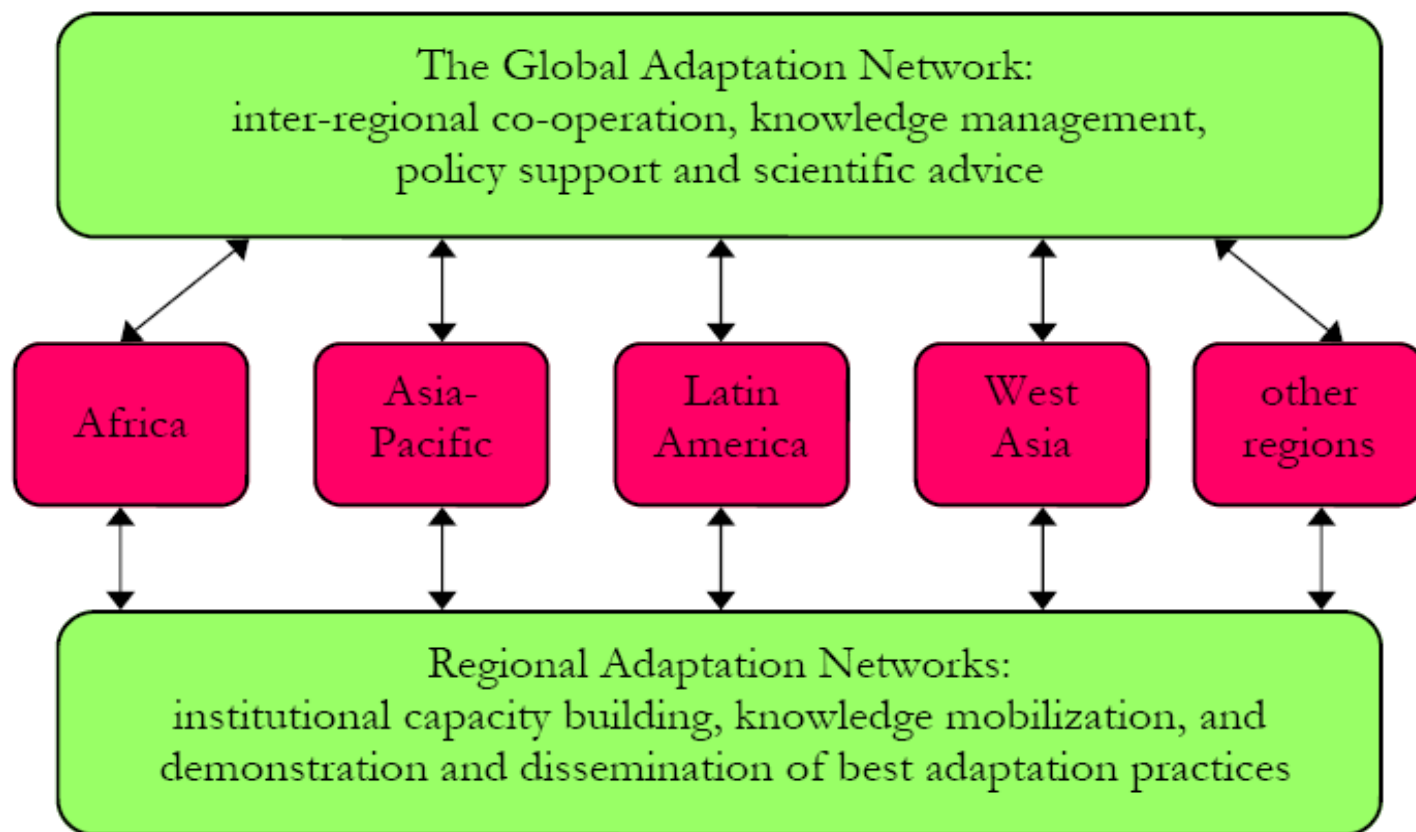 The Global Adaptation Network:
inter-regional co-operation, knowledge management,
policy support and scientific advice
Africa
Asia-
Pacific
Latin
America
West
Asia
other
regions
Regional Adaptation Networks:
institutional capacity building, knowledge mobilization, and
demonstration and dissemination of best adaptation practices